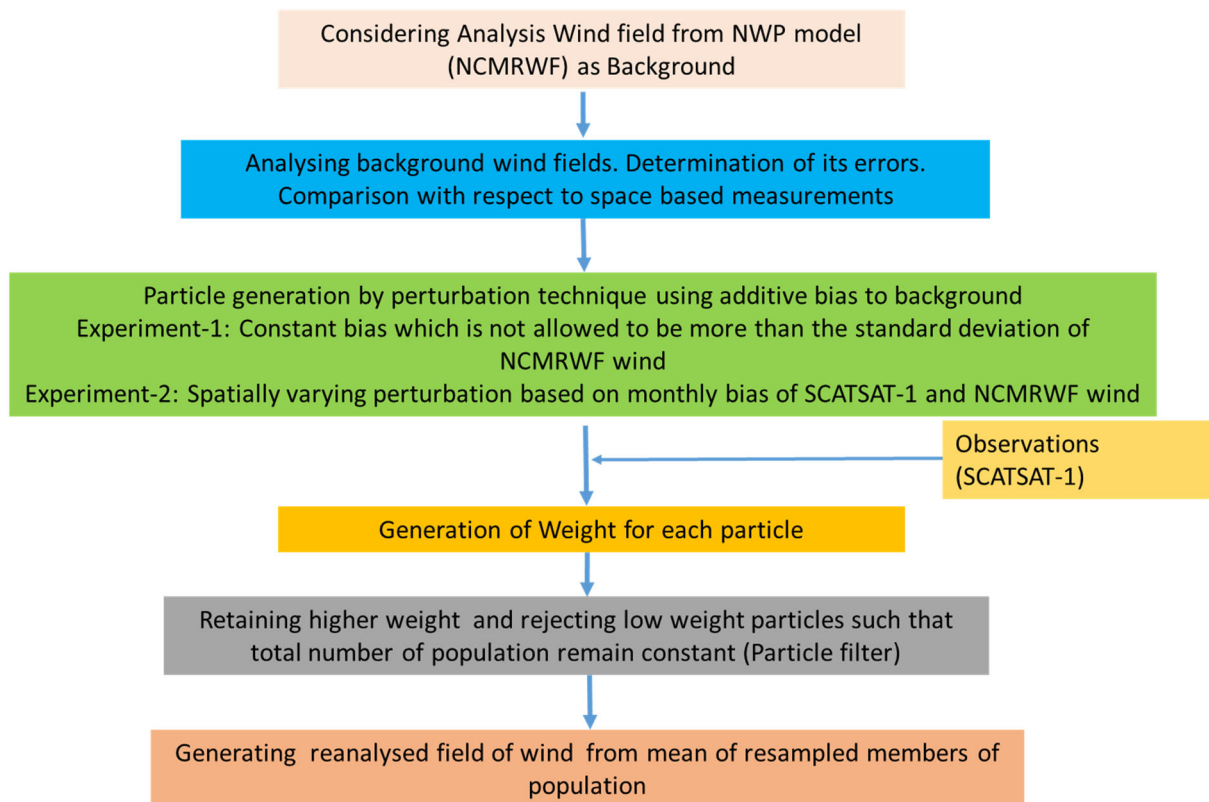 Considering Analysis Wind field from NWP model
(NCMRWF) as Background
Analysing background wind fields. Determination of its errors.
Comparison with respect to space based measurements
Particle generation by perturbation technique using additive bias to background
Experiment-1: Constant bias which is not allowed to be more than the standard deviation of
NCMRWF wind
Experiment-2: Spatially varying perturbation based on monthly bias of SCATSAT-1 and NCMRWF wind
Observations
(SCATSAT-1)
Generation of Weight for each particle
Retaining higher weight and rejecting low weight particles such that
total number of population remain constant (Particle filter)
Generating reanalysed field of wind from mean of resampled members of
population